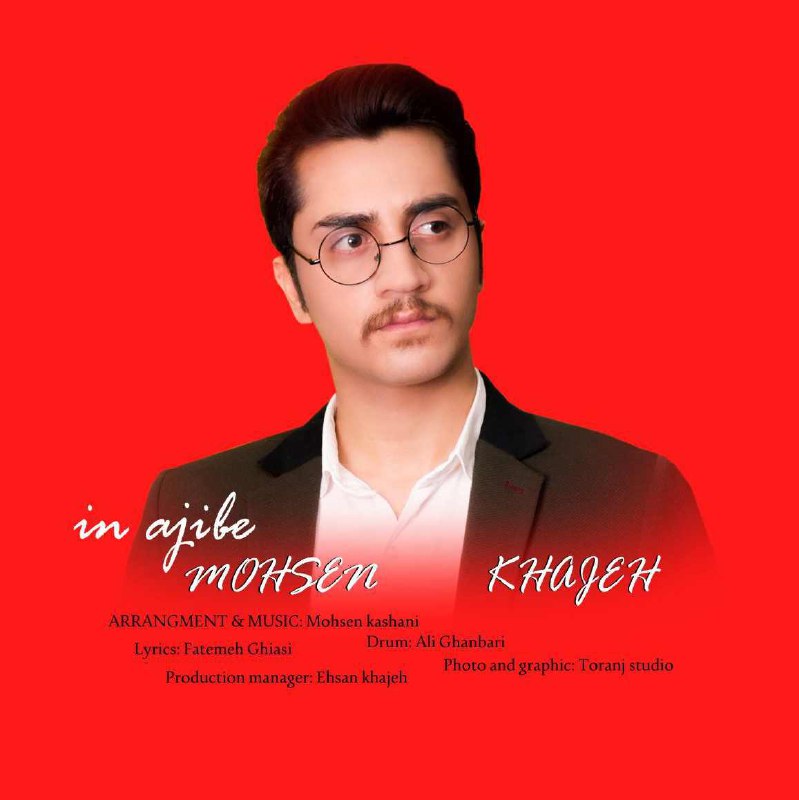 in ajibe
MOHSEN KHAJEH
ARRANGMENT & MUSIC: Mohsen kashani
Drum: Ali Ghanbari
Lyrics: Fatemeh Ghiasi
Photo and graphic: Toranj studio
Production manager: Ehsan khajeh